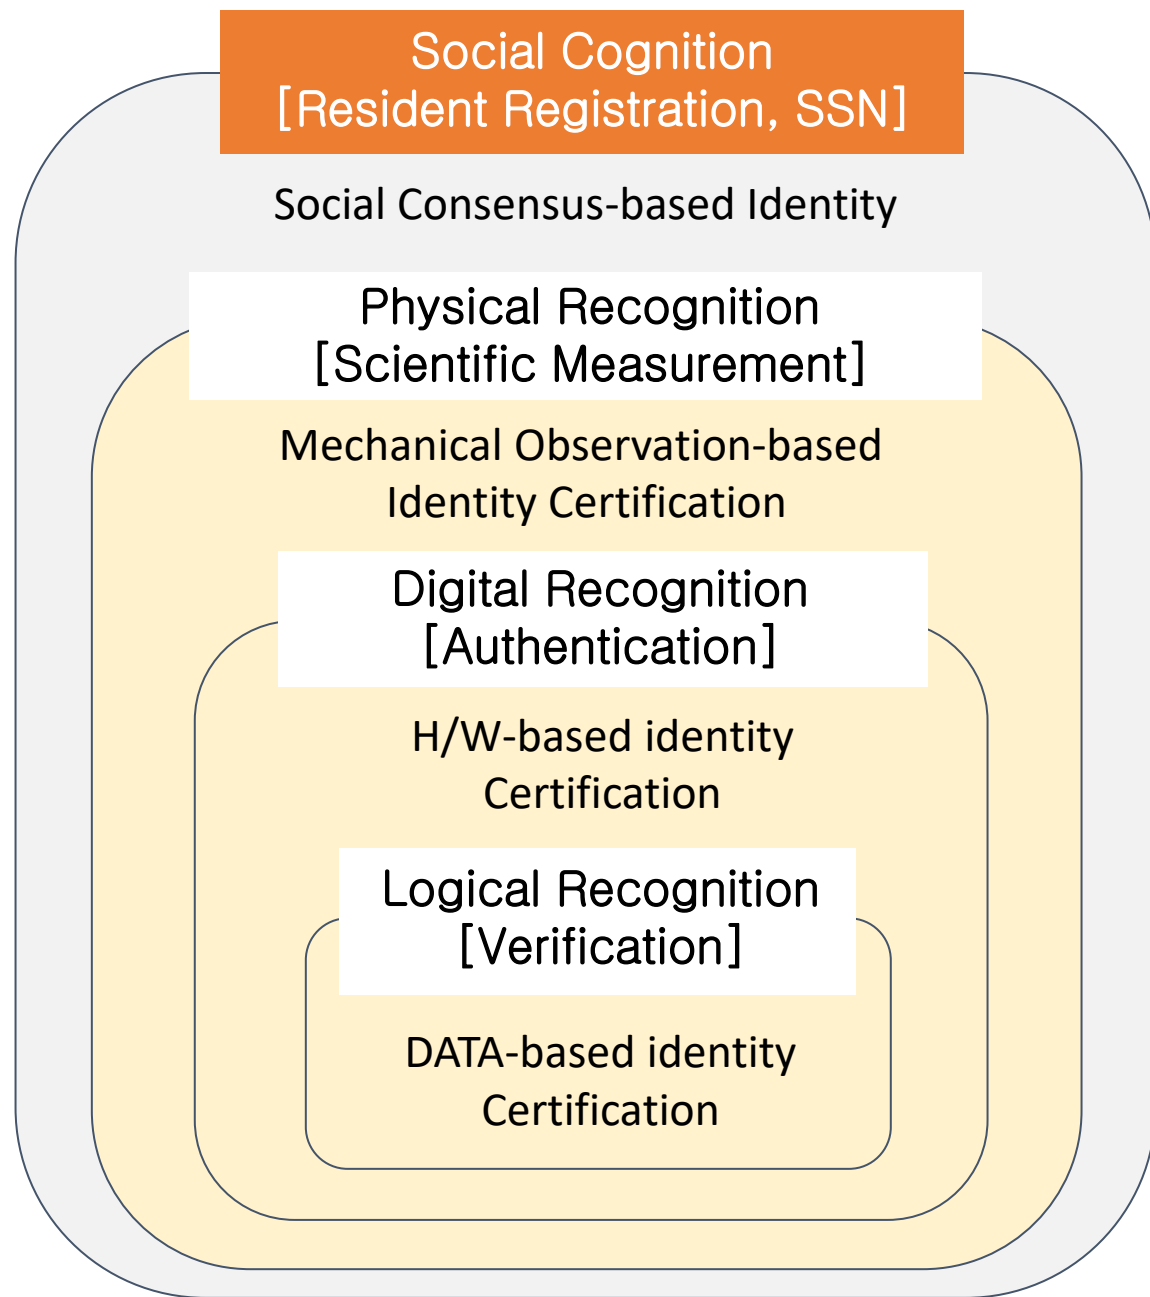 Social Cognition
[Resident Registration, SSN]
Social Consensus-based Identity
Physical Recognition
[Scientific Measurement]
Mechanical Observation-based
Identity Certification
Digital Recognition
[Authentication]
H/W-based identity
Certification
Logical Recognition
[Verification]
DATA-based identity
Certification